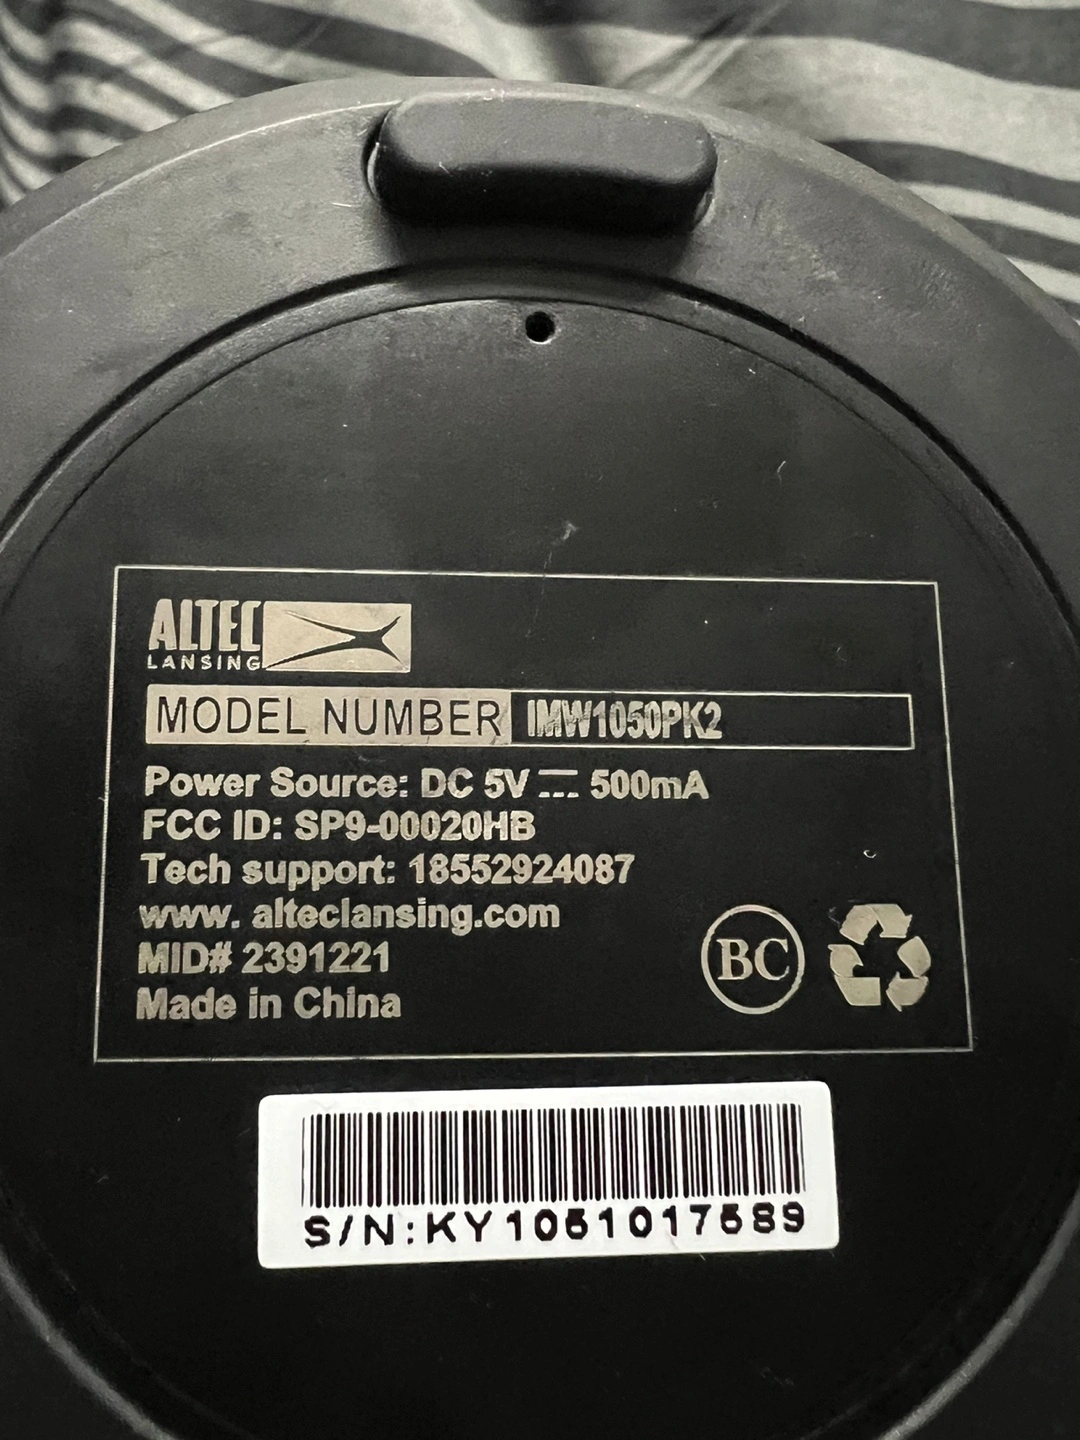 ALTEC
LANSING
MODEL NUMBER IMW1050PK2
Power Source: DC 5V ⎓ 500mA
FCC ID: SP9-00020HB
Tech support: 18552924087
www. alteclansing.com
MID# 2391221
Made in China
BC
S/N:KY1051017589